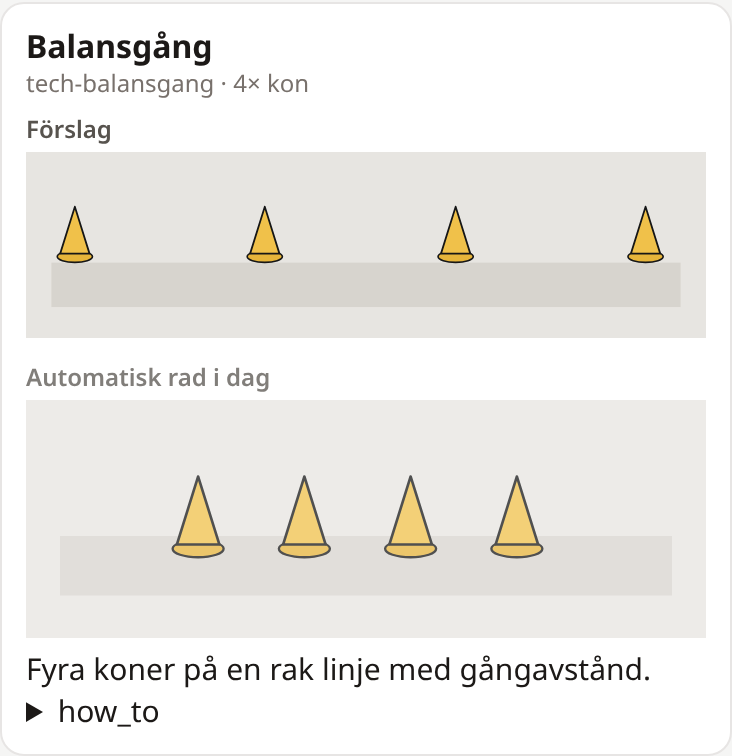 Balansgång
tech-balansgang · 4× kon
Förslag
Automatisk rad i dag
Fyra koner på en rak linje med gångavstånd.
how_to